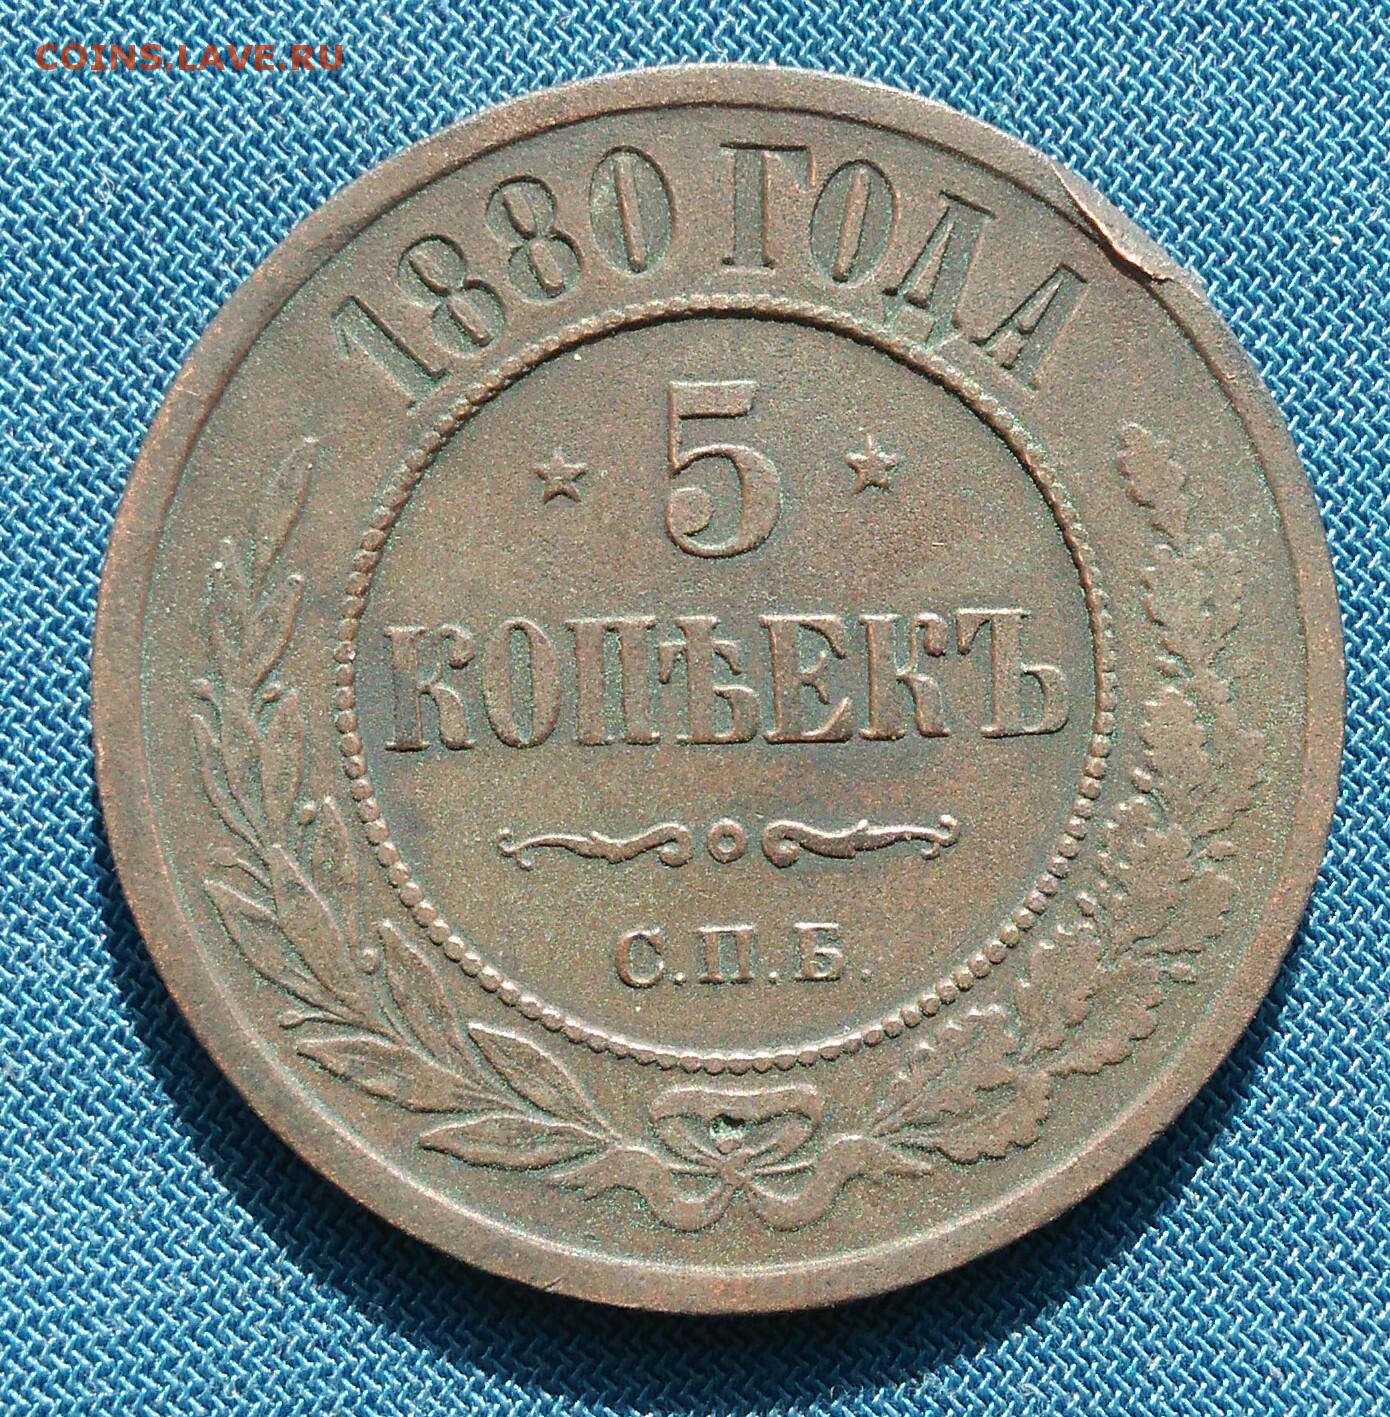 COINS.LAVE.RU
1880 ГОДА
5
КОПѢЕКЪ
С.П.Б.